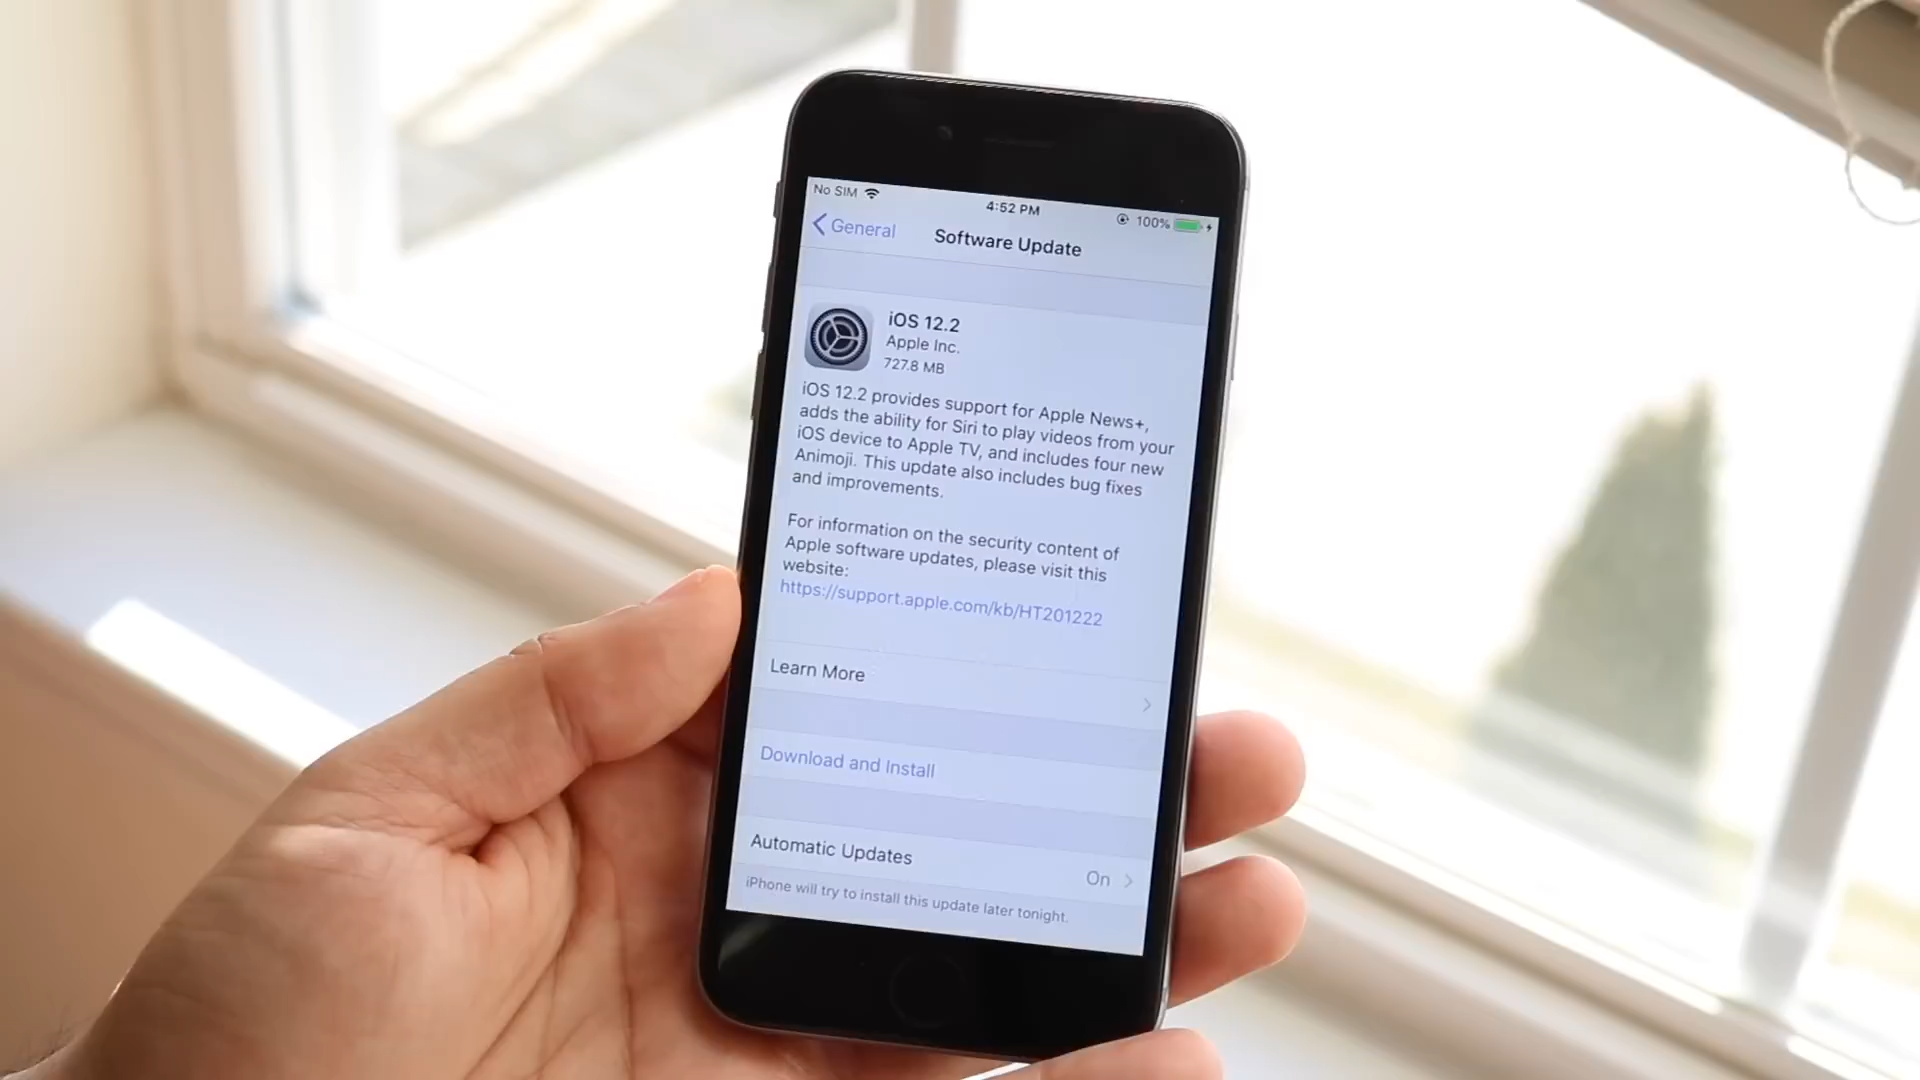 No SIM
4:52 PM
100%
General
Software Update
iOS 12.2
Apple Inc.
727.8 MB
iOS 12.2 provides support for Apple News+,
adds the ability for Siri to play videos from your
iOS device to Apple TV, and includes four new
Animoji. This update also includes bug fixes
and improvements.
For information on the security content of
Apple software updates, please visit this
website:
https://support.apple.com/kb/HT201222
Learn More
Download and Install
Automatic Updates
On
iPhone will try to install this update later tonight.